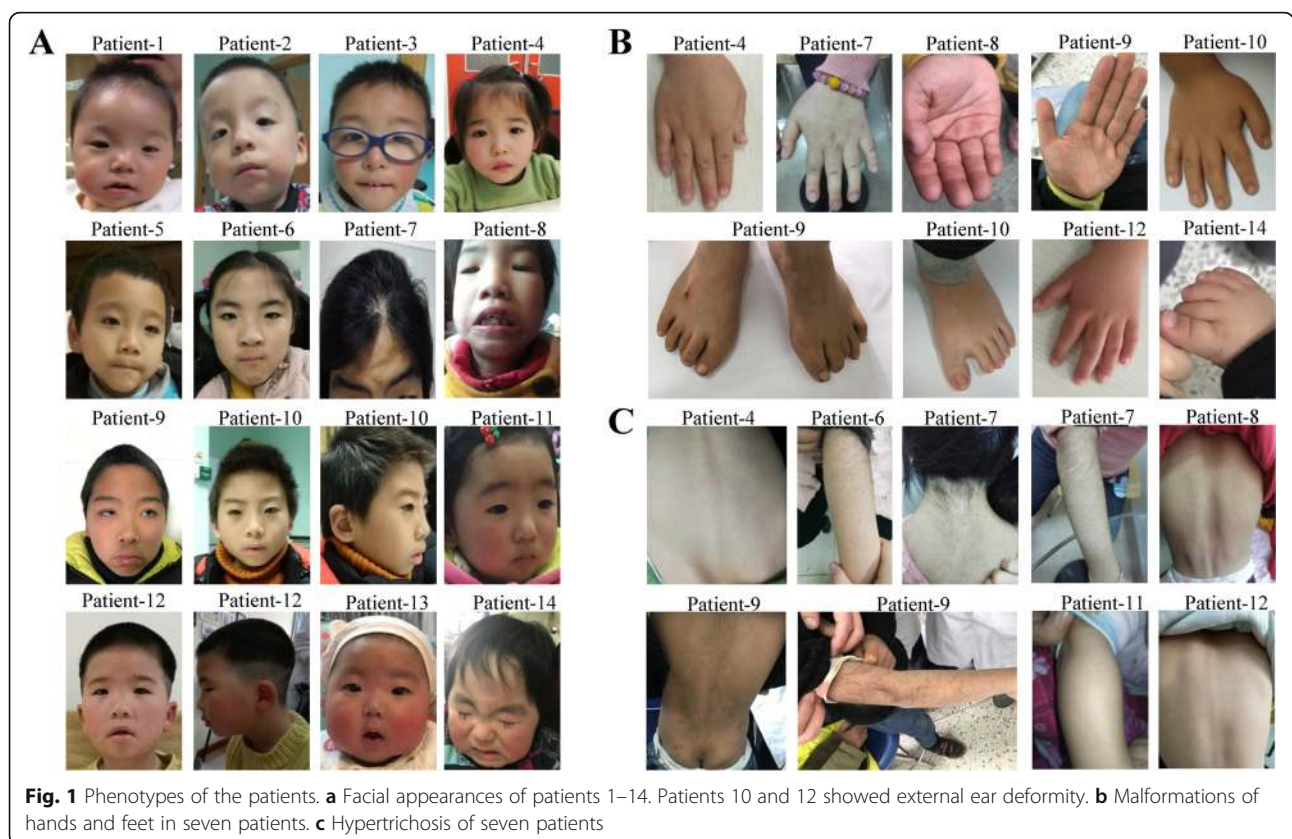 A
Patient-1 Patient-2 Patient-3 Patient-4
Patient-5 Patient-6 Patient-7 Patient-8
Patient-9 Patient-10 Patient-10 Patient-11
Patient-12 Patient-12 Patient-13 Patient-14
B
Patient-4 Patient-7 Patient-8 Patient-9 Patient-10
Patient-9 Patient-10 Patient-12 Patient-14
C
Patient-4 Patient-6 Patient-7 Patient-7 Patient-8
Patient-9 Patient-9 Patient-11 Patient-12
Fig. 1 Phenotypes of the patients. a Facial appearances of patients 1–14. Patients 10 and 12 showed external ear deformity. b Malformations of
hands and feet in seven patients. c Hypertrichosis of seven patients